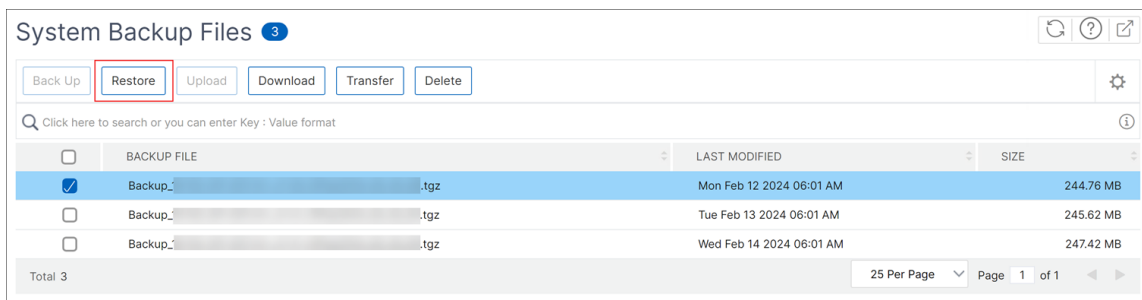 System Backup Files 3
Back Up Restore Upload Download Transfer Delete
Click here to search or you can enter Key : Value format
BACKUP FILE LAST MODIFIED SIZE
Backup_ .tgz Mon Feb 12 2024 06:01 AM 244.76 MB
Backup_ .tgz Tue Feb 13 2024 06:01 AM 245.62 MB
Backup_ .tgz Wed Feb 14 2024 06:01 AM 247.42 MB
Total 3 25 Per Page Page 1 of 1